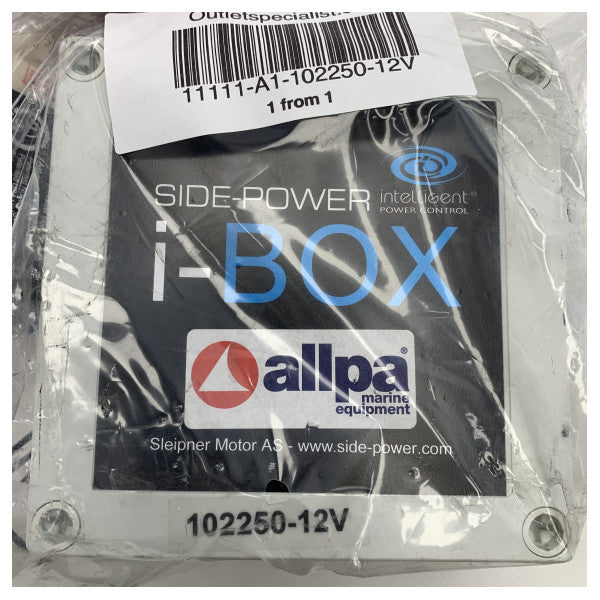 Outletspecialist
11111-A1-102250-12V
1 from 1
SIDE-POWER
intelligent
POWER CONTROL
i-BOX
allpa®
marine
equipment
Sleipner Motor AS - www.side-power.com
102250-12V